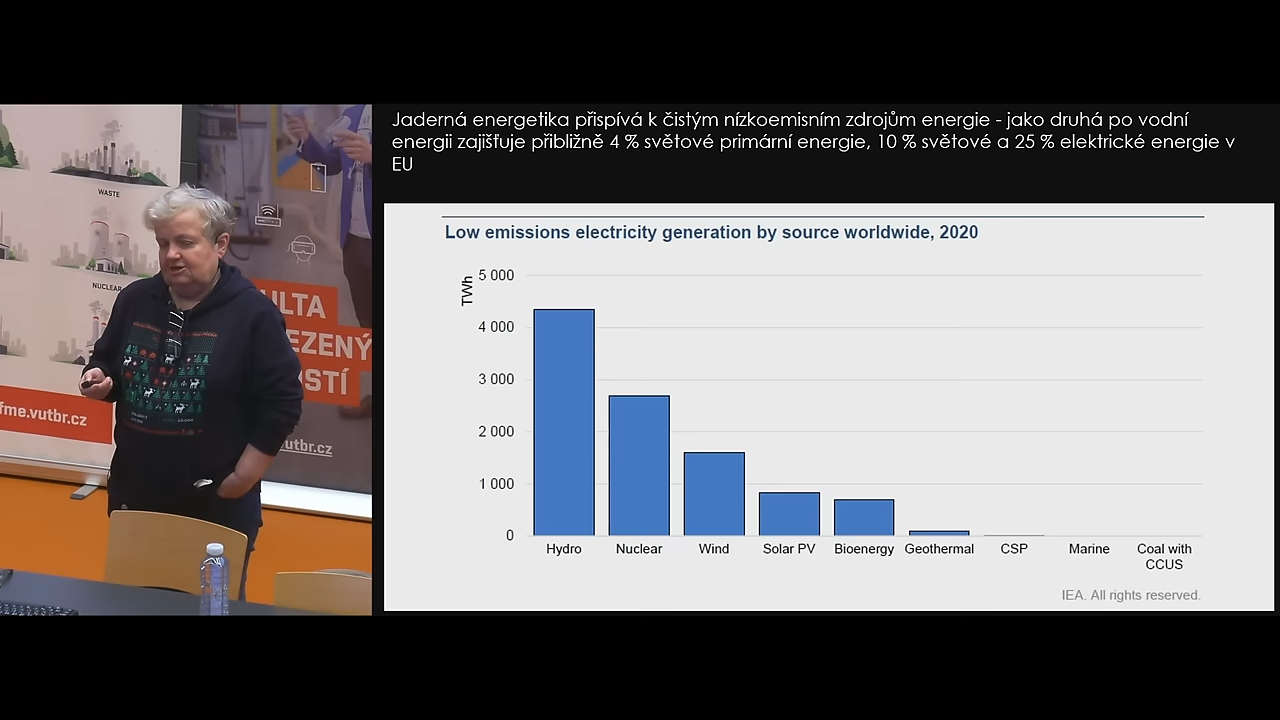 Jaderná energetika přispívá k čistým nízkoemisním zdrojům energie - jako druhá po vodní
energii zajišťuje přibližně 4 % světové primární energie, 10 % světové a 25 % elektrické energie v
EU
Low emissions electricity generation by source worldwide, 2020
TWh
5 000
4 000
3 000
2 000
1 000
0
Hydro
Nuclear
Wind
Solar PV
Bioenergy
Geothermal
CSP
Marine
Coal with
CCUS
IEA. All rights reserved.
WASTE
NUCLEAR
fme.vutbr.cz
ULTA
EZENÝ
STÍ
utbr.cz